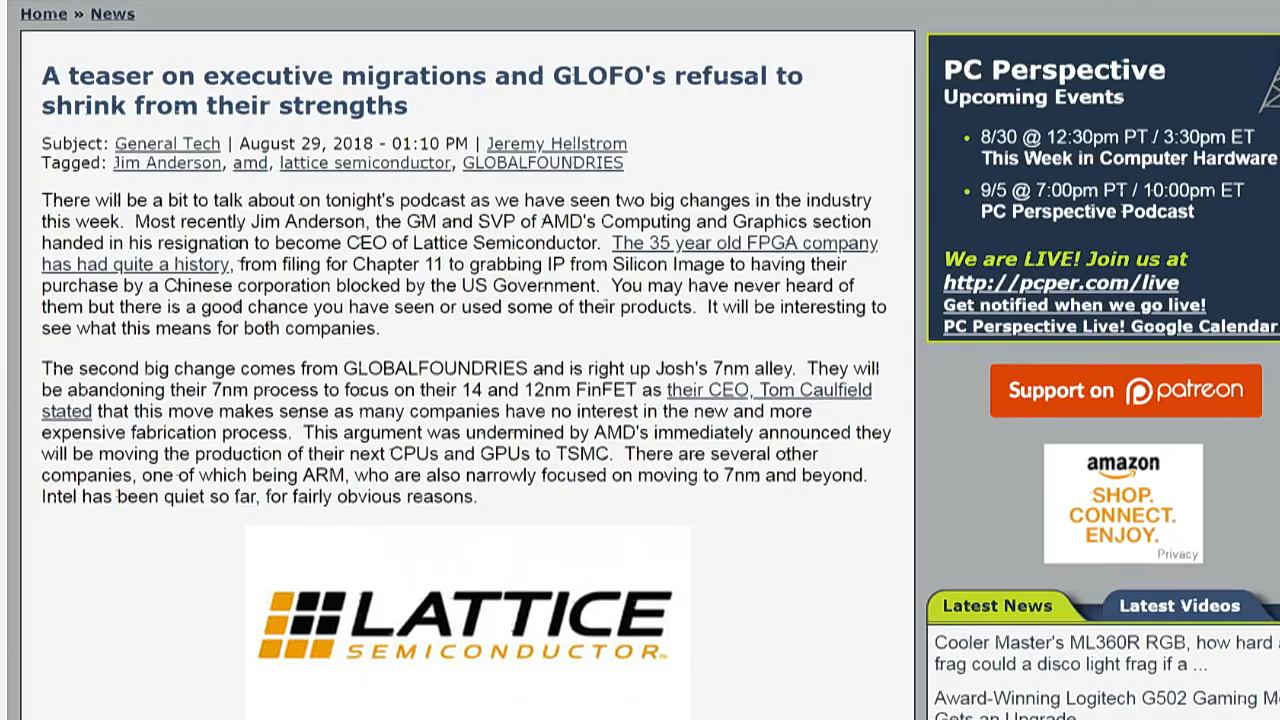 Home » News
A teaser on executive migrations and GLOFO's refusal to
shrink from their strengths
Subject: General Tech | August 29, 2018 - 01:10 PM | Jeremy Hellstrom
Tagged: Jim Anderson, amd, lattice semiconductor, GLOBALFOUNDRIES
There will be a bit to talk about on tonight's podcast as we have seen two big changes in the industry
this week.  Most recently Jim Anderson, the GM and SVP of AMD's Computing and Graphics section
handed in his resignation to become CEO of Lattice Semiconductor.  The 35 year old FPGA company
has had quite a history, from filing for Chapter 11 to grabbing IP from Silicon Image to having their
purchase by a Chinese corporation blocked by the US Government.  You may have never heard of
them but there is a good chance you have seen or used some of their products.  It will be interesting to
see what this means for both companies.
The second big change comes from GLOBALFOUNDRIES and is right up Josh's 7nm alley.  They will
be abandoning their 7nm process to focus on their 14 and 12nm FinFET as their CEO, Tom Caulfield
stated that this move makes sense as many companies have no interest in the new and more
expensive fabrication process.  This argument was undermined by AMD's immediately announced they
will be moving the production of their next CPUs and GPUs to TSMC.  There are several other
companies, one of which being ARM, who are also narrowly focused on moving to 7nm and beyond.
Intel has been quiet so far, for fairly obvious reasons.
LATTICE
SEMICONDUCTOR™
PC Perspective
Upcoming Events
• 8/30 @ 12:30pm PT / 3:30pm ET
This Week in Computer Hardware
• 9/5 @ 7:00pm PT / 10:00pm ET
PC Perspective Podcast
We are LIVE! Join us at
http://pcper.com/live
Get notified when we go live!
PC Perspective Live! Google Calendar
Support on patreon
amazon
SHOP.
CONNECT.
ENJOY.
Privacy
Latest News
Latest Videos
Cooler Master's ML360R RGB, how hard a
frag could a disco light frag if a ...
Award-Winning Logitech G502 Gaming
Gets an Upgrade